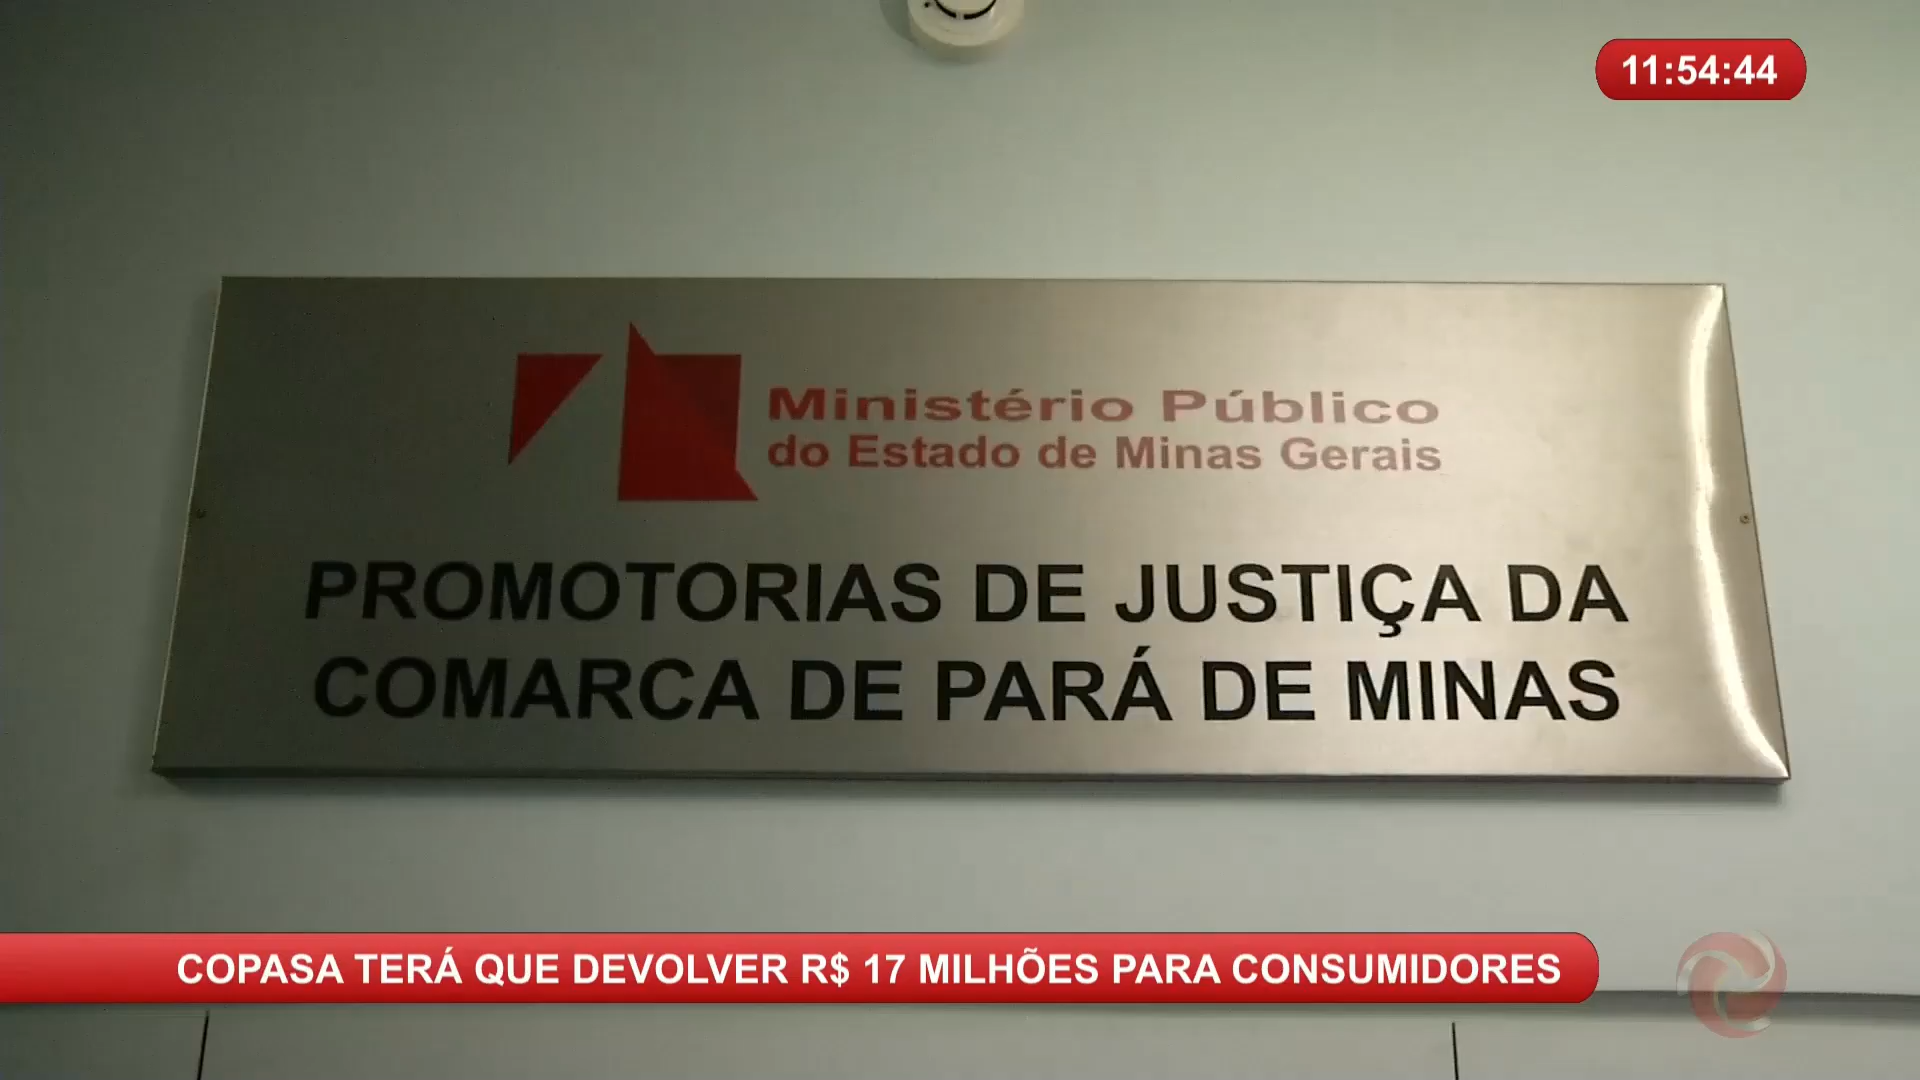 11:54:44
Ministério Público
do Estado de Minas Gerais
PROMOTORIAS DE JUSTIÇA DA
COMARCA DE PARÁ DE MINAS
COPASA TERÁ QUE DEVOLVER R$ 17 MILHÕES PARA CONSUMIDORES